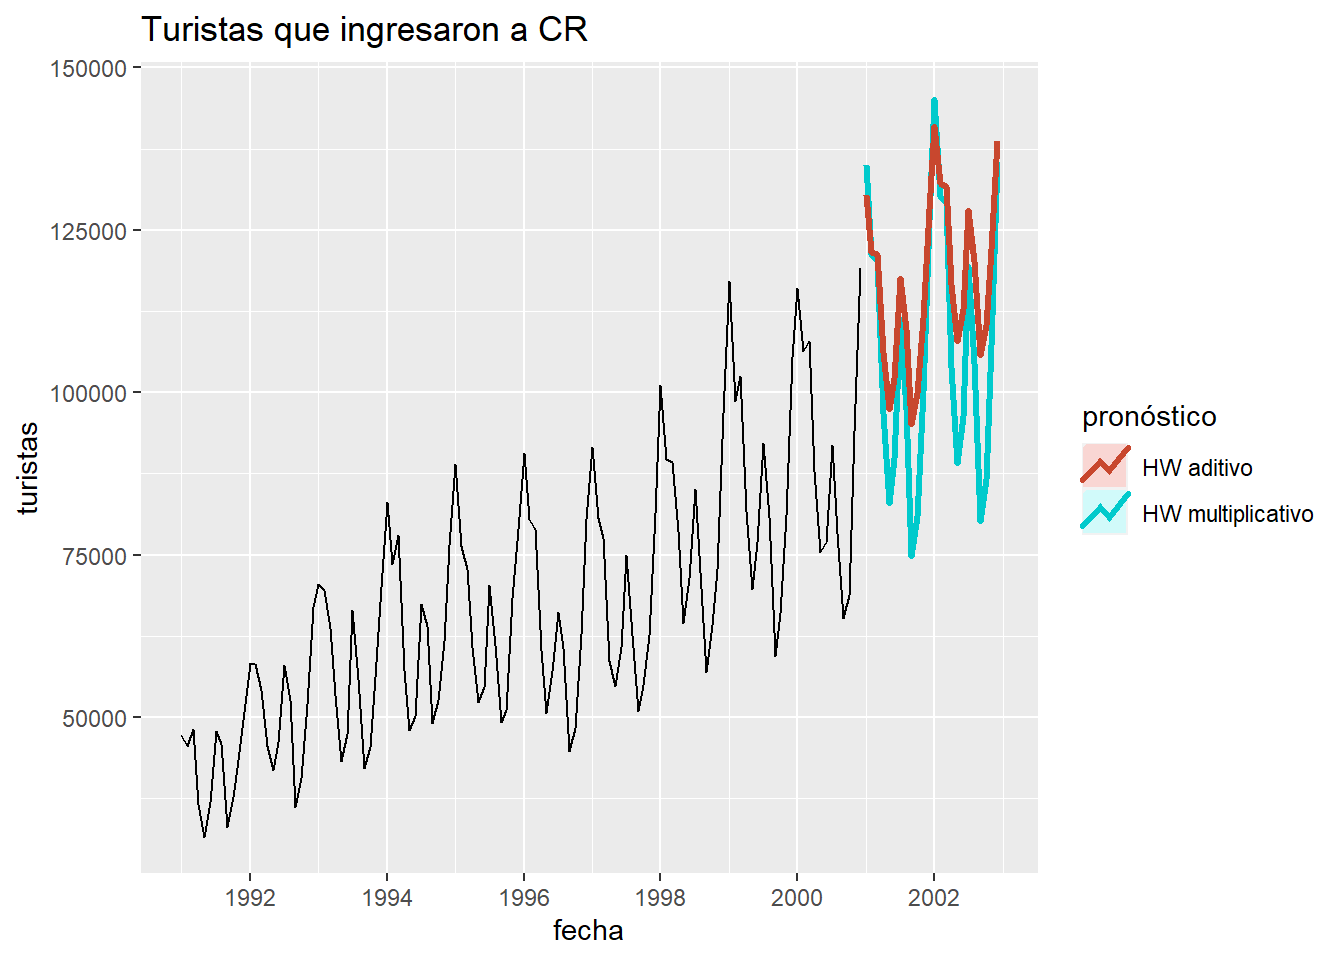 Turistas que ingresaron a CR
150000
125000
100000
75000
50000
turistas
1992 1994 1996 1998 2000 2002
fecha
pronóstico
HW aditivo
HW multiplicativo